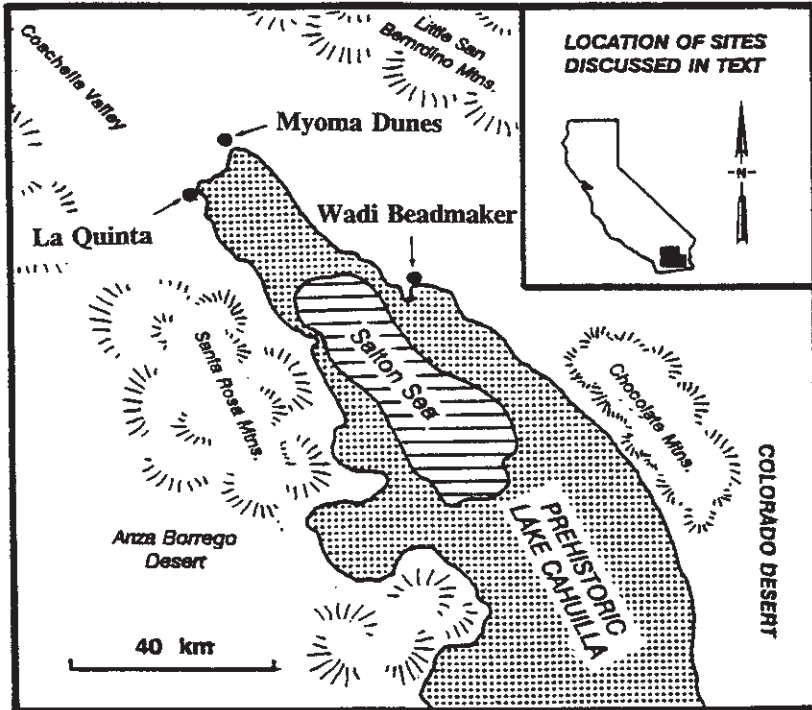 Coachella Valley
Little San
Bernrdino Mtns.
LOCATION OF SITES
DISCUSSED IN TEXT
N
Myoma Dunes
La Quinta
Wadi Beadmaker
Salton Sea
Santa Rosa Mtns.
Chocolate Mtns.
COLORADO DESERT
PREHISTORIC
LAKE CAHUILLA
Anza Borrego
Desert
40 km